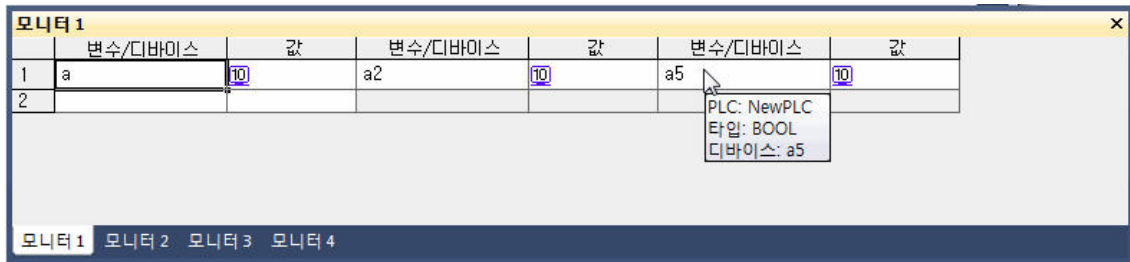 모니터 1
변수/디바이스 값 변수/디바이스 값 변수/디바이스 값
1 a 10 a2 10 a5 10
2
PLC: NewPLC
타입: BOOL
디바이스: a5
모니터 1 모니터 2 모니터 3 모니터 4